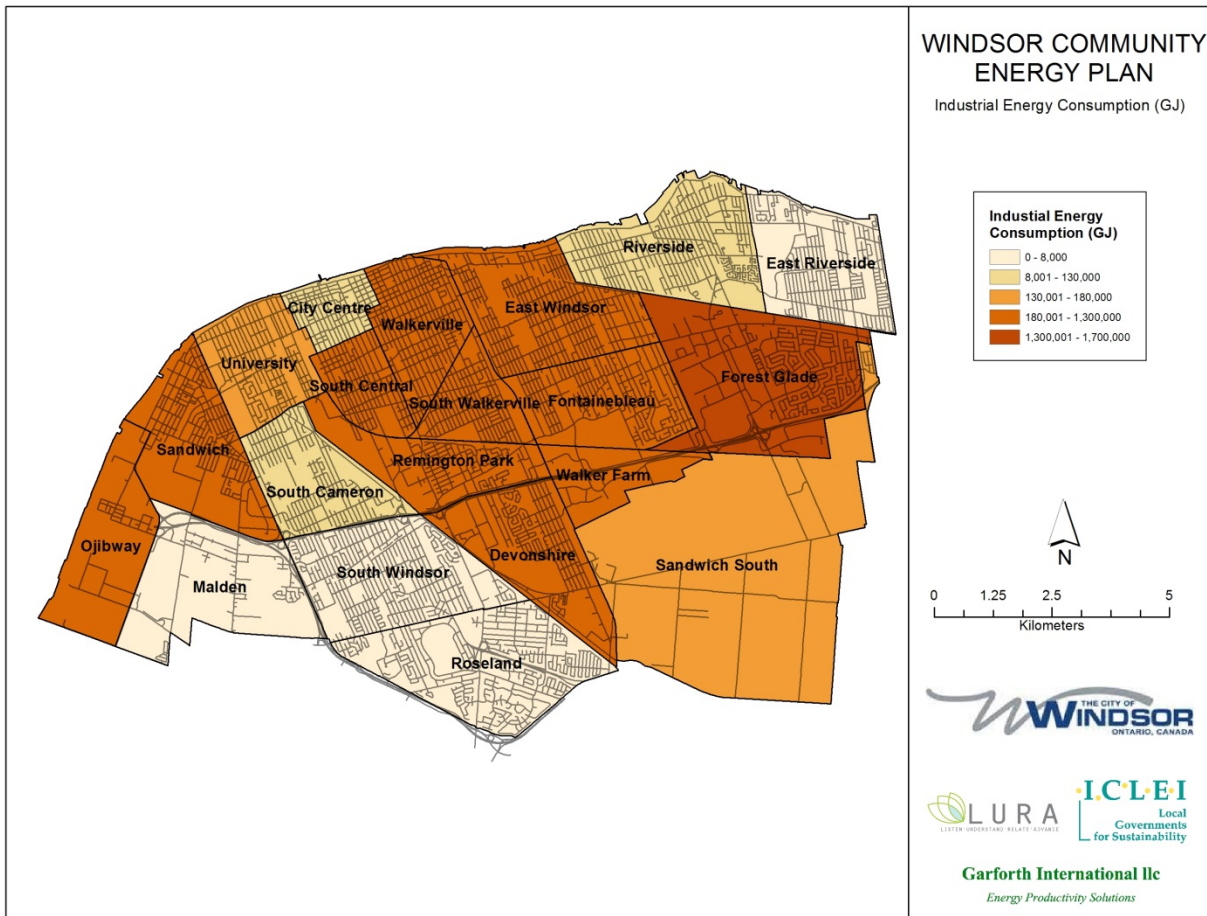 WINDSOR COMMUNITY
ENERGY PLAN
Industrial Energy Consumption (GJ)
Industial Energy
Consumption (GJ)
0 - 8,000
8,001 - 130,000
130,001 - 180,000
180,001 - 1,300,000
1,300,001 - 1,700,000
Riverside
East Riverside
City Centre
Walkerville
East Windsor
University
South Central
South Walkerville
Fontainebleau
Forest Glade
Sandwich
South Cameron
Remington Park
Walker Farm
Ojibway
Malden
South Windsor
Devonshire
Sandwich South
Roseland
N
0 1.25 2.5 5
Kilometers
THE CITY OF
WINDSOR
ONTARIO, CANADA
LURA
LISTEN·UNDERSTAND·RELATE·ADVANCE
I·C·L·E·I
Local
Governments
for Sustainability
Garforth International llc
Energy Productivity Solutions